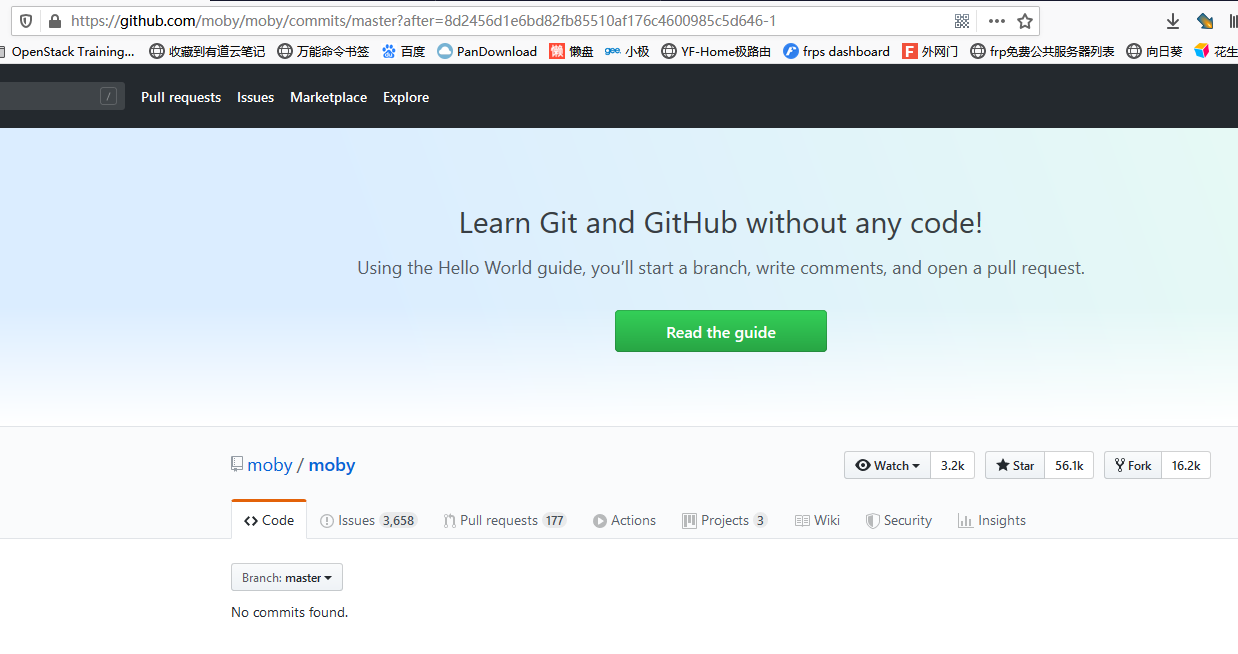 https://github.com/moby/moby/commits/master?after=8d2456d1e6bd82fb85510af176c4600985c5d646-1
OpenStack Training... 收藏到有道云笔记 万能命令书签 百度 PanDownload 懒 懒盘 gee. 小极 YF-Home极路由 frps dashboard F 外网门 frp免费公共服务器列表 向日葵 花生
/ Pull requests Issues Marketplace Explore
Learn Git and GitHub without any code!
Using the Hello World guide, you’ll start a branch, write comments, and open a pull request.
Read the guide
moby / moby Watch 3.2k Star 56.1k Fork 16.2k
Code Issues 3,658 Pull requests 177 Actions Projects 3 Wiki Security Insights
Branch: master
No commits found.